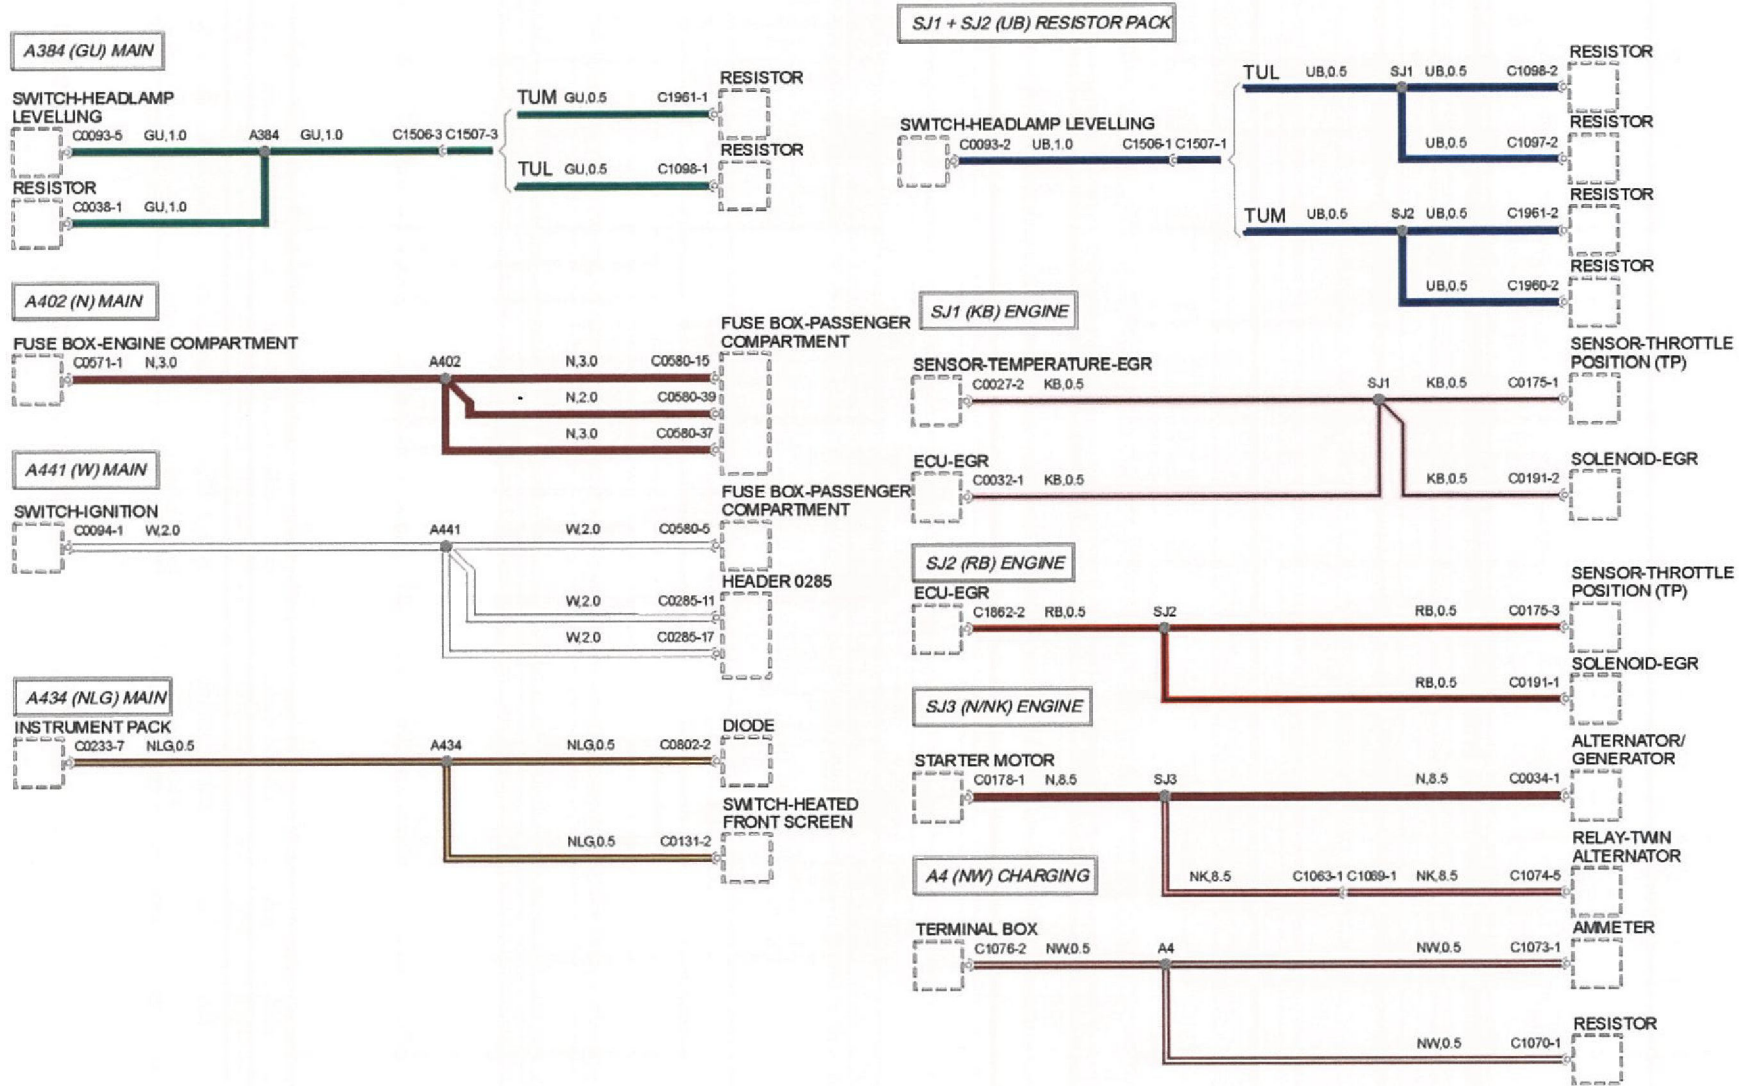 A384 (GU) MAIN
SWITCH-HEADLAMP
LEVELLING
C0093-5 GU,1.0 A384 GU,1.0 C1506-3 C1507-3
RESISTOR
C0038-1 GU,1.0
TUM GU,0.5 C1961-1
RESISTOR
TUL GU,0.5 C1098-1
RESISTOR
A402 (N) MAIN
FUSE BOX-ENGINE COMPARTMENT
C0571-1 N,3.0 A402 N,3.0 C0580-15
FUSE BOX-PASSENGER
COMPARTMENT
N,2.0 C0580-39
N,3.0 C0580-37
A441 (W) MAIN
SWITCH-IGNITION
C0094-1 W,2.0 A441 W,2.0 C0580-5
FUSE BOX-PASSENGER
COMPARTMENT
HEADER 0285
W,2.0 C0285-11
W,2.0 C0285-17
A434 (NLG) MAIN
INSTRUMENT PACK
C0233-7 NLG,0.5 A434 NLG,0.5 C0802-2
DIODE
SWITCH-HEATED
FRONT SCREEN
NLG,0.5 C0131-2
SJ1 + SJ2 (UB) RESISTOR PACK
SWITCH-HEADLAMP LEVELLING
C0093-2 UB,1.0 C1506-1 C1507-1
TUL UB,0.5 SJ1 UB,0.5 C1098-2
RESISTOR
UB,0.5 C1097-2
RESISTOR
TUM UB,0.5 SJ2 UB,0.5 C1961-2
RESISTOR
UB,0.5 C1960-2
RESISTOR
SJ1 (KB) ENGINE
SENSOR-TEMPERATURE-EGR
C0027-2 KB,0.5 SJ1 KB,0.5 C0175-1
SENSOR-THROTTLE
POSITION (TP)
ECU-EGR
C0032-1 KB,0.5 KB,0.5 C0191-2
SOLENOID-EGR
SJ2 (RB) ENGINE
ECU-EGR
C1862-2 RB,0.5 SJ2 RB,0.5 C0175-3
SENSOR-THROTTLE
POSITION (TP)
SOLENOID-EGR
RB,0.5 C0191-1
SJ3 (N/NK) ENGINE
STARTER MOTOR
C0178-1 N,8.5 SJ3 N,8.5 C0034-1
ALTERNATOR/
GENERATOR
NK,8.5 C1063-1 C1069-1 NK,8.5 C1074-5
RELAY-TWIN
ALTERNATOR
A4 (NW) CHARGING
TERMINAL BOX
C1076-2 NW,0.5 A4 NW,0.5 C1073-1
AMMETER
NW,0.5 C1070-1
RESISTOR